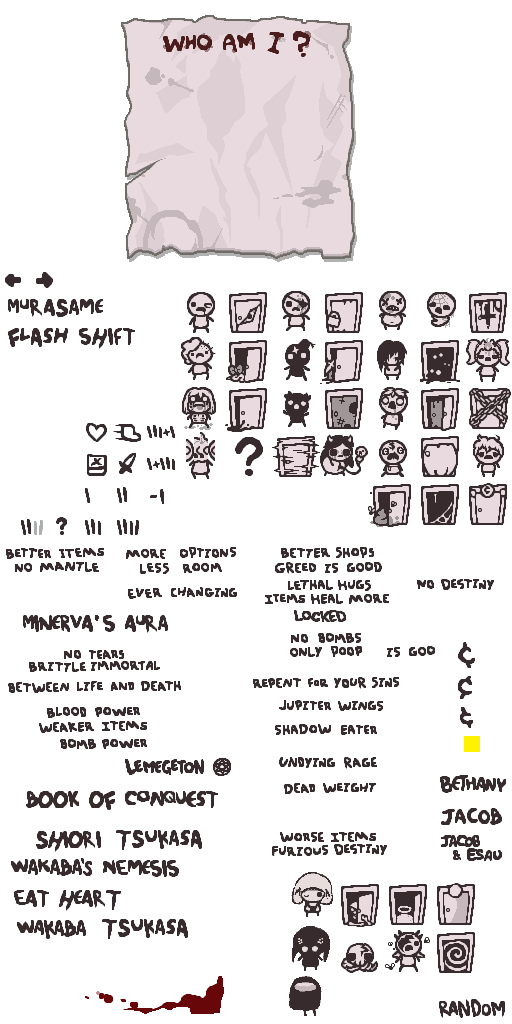 WHO AM I ?
MURASAME
FLASH SHIFT
?
?
BETTER ITEMS
NO MANTLE
MORE OPTIONS
LESS ROOM
BETTER SHOPS
GREED IS GOOD
EVER CHANGING
LETHAL HUGS
ITEMS HEAL MORE
NO DESTINY
LOCKED
MINERVA'S AURA
NO BOMBS
ONLY POOP
IS GOD
¢
NO TEARS
BRITTLE IMMORTAL
BETWEEN LIFE AND DEATH
REPENT FOR YOUR SINS
¢
BLOOD POWER
WEAKER ITEMS
JUPITER WINGS
¢
BOMB POWER
SHADOW EATER
LEMEGETON
UNDYING RAGE
DEAD WEIGHT
BETHANY
BOOK OF CONQUEST
JACOB
SHIORI TSUKASA
WORSE ITEMS
FURIOUS DESTINY
JACOB
& ESAU
WAKABA'S NEMESIS
EAT HEART
WAKABA TSUKASA
RANDOM